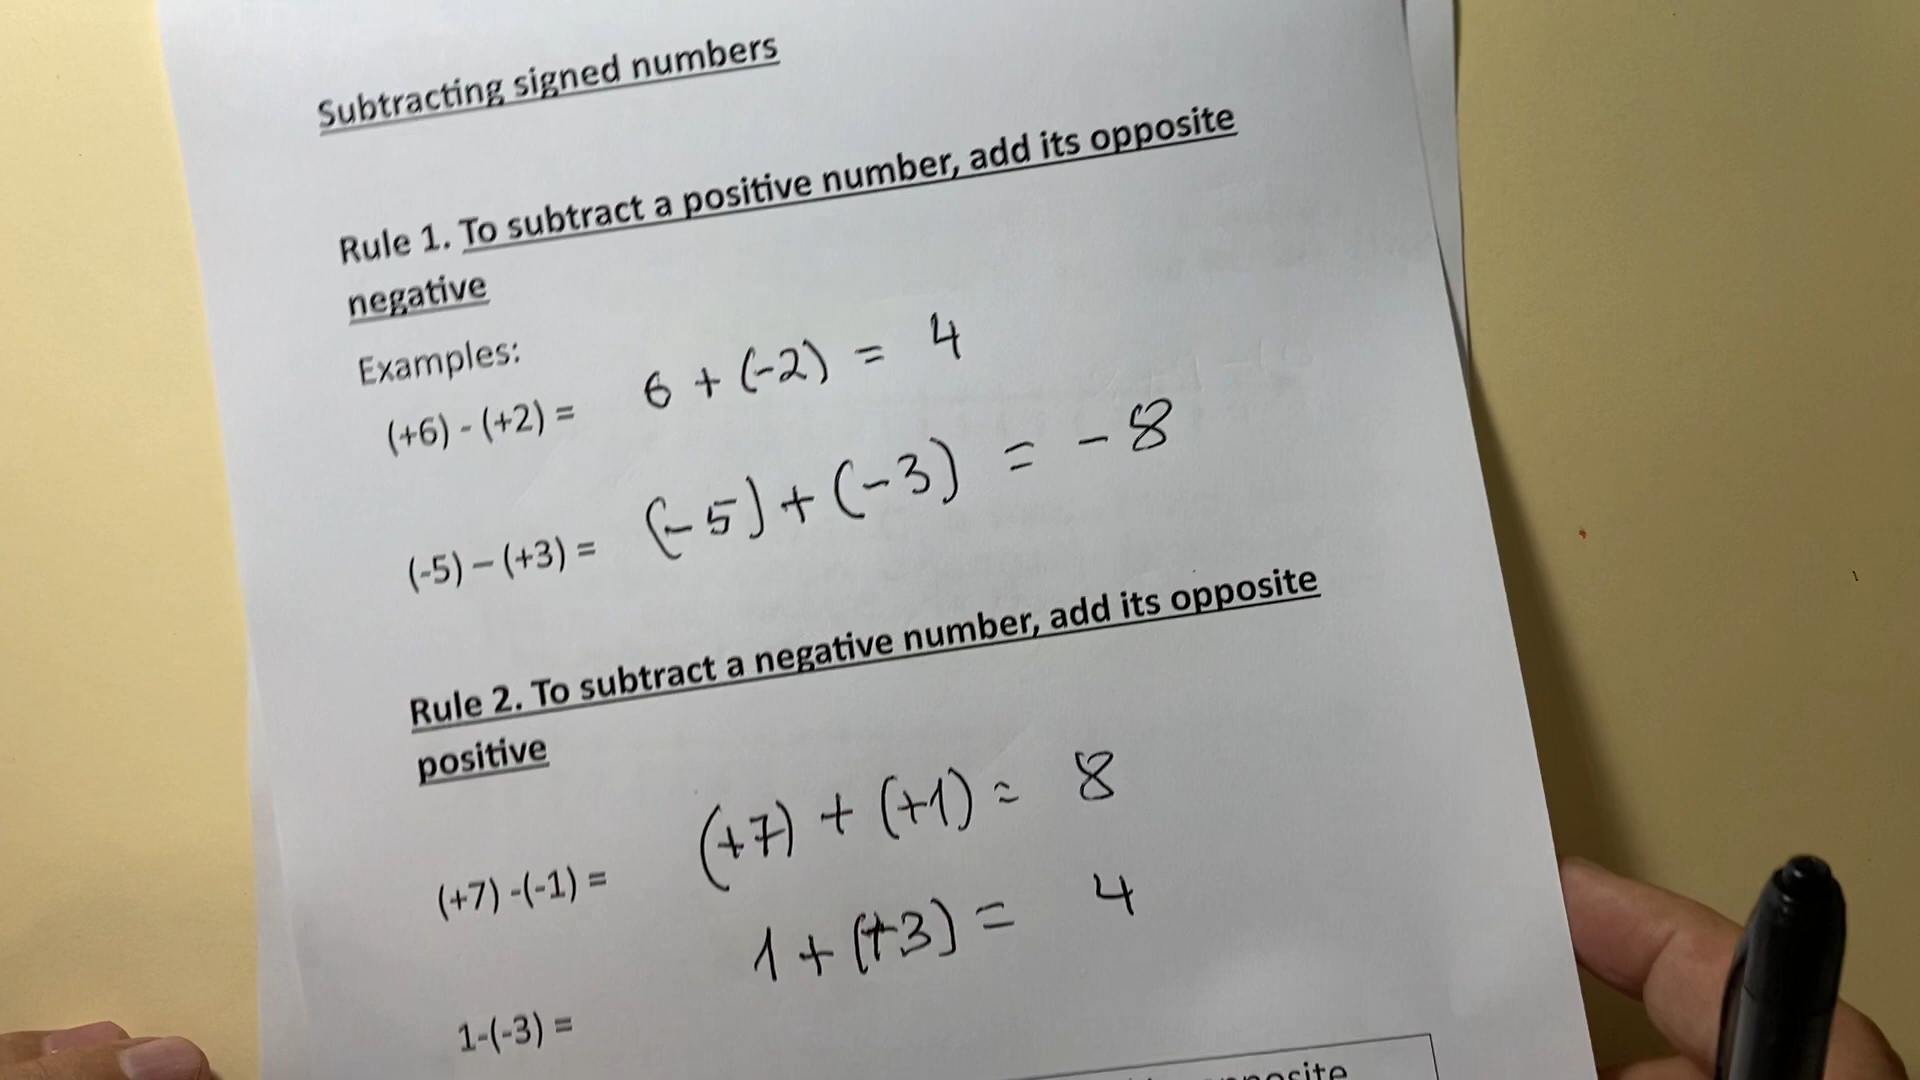 Subtracting signed numbers
Rule 1. To subtract a positive number, add its opposite
negative
Examples:
(+6) - (+2) = 6 + (-2) = 4
(-5) – (+3) = (-5) + (-3) = -8
Rule 2. To subtract a negative number, add its opposite
positive
(+7) -(-1) = (+7) + (+1) = 8
1-(-3) = 1 + (+3) = 4